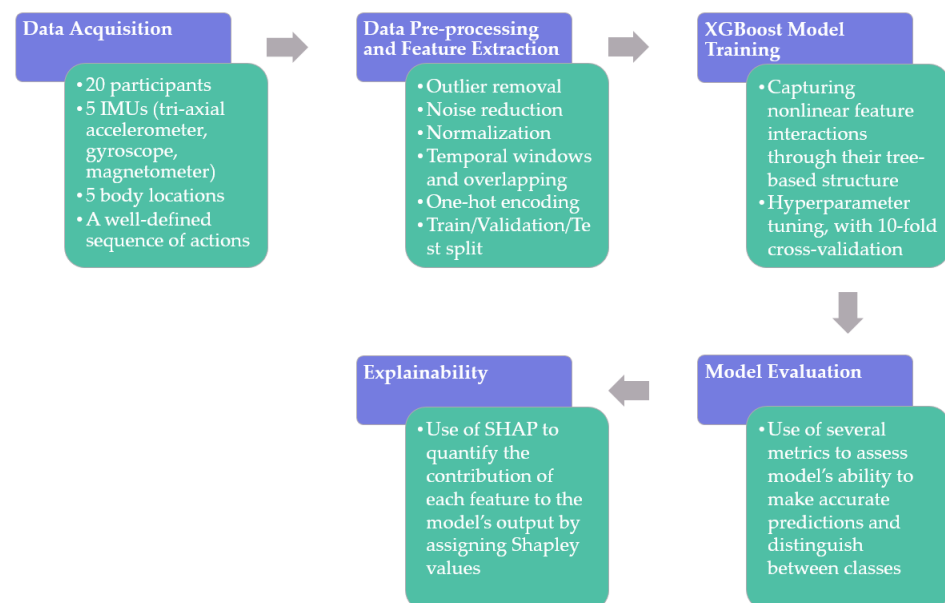 Data Acquisition
• 20 participants
• 5 IMUs (tri-axial
accelerometer,
gyroscope,
magnetometer)
• 5 body locations
• A well-defined
sequence of actions
Data Pre-processing
and Feature Extraction
• Outlier removal
• Noise reduction
• Normalization
• Temporal windows
and overlapping
• One-hot encoding
• Train/Validation/Te
st split
XGBoost Model
Training
• Capturing
nonlinear feature
interactions
through their tree-
based structure
• Hyperparameter
tuning, with 10-fold
cross-validation
Model Evaluation
• Use of several
metrics to assess
model's ability to
make accurate
predictions and
distinguish
between classes
Explainability
• Use of SHAP to
quantify the
contribution of
each feature to the
model's output by
assigning Shapley
values